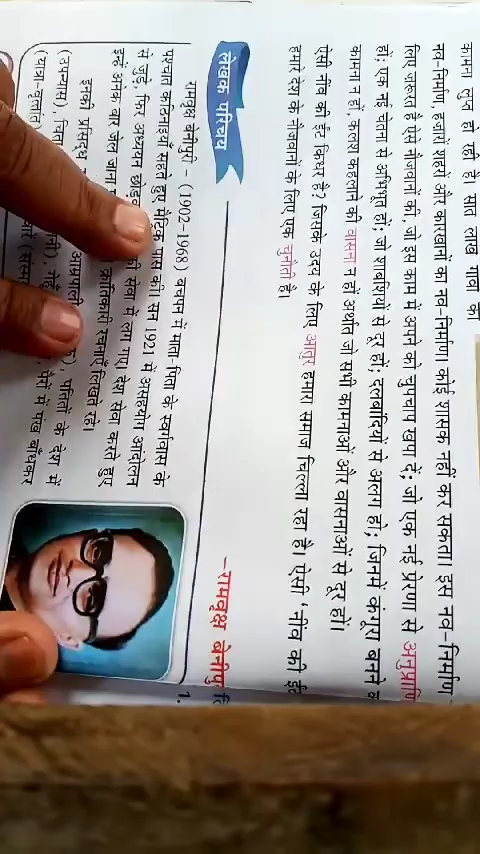 कामना लुप्त हो रही है। सात लाख गाँवों का
नव-निर्माण, हजारों शहरों और कारखानों का नव-निर्माण। कोई शासक नहीं कर सकता। इस नव-निर्माण
लिए जरूरत है ऐसे नौजवानों की, जो इस काम में अपने को चुपचाप खपा दें; जो एक नई प्रेरणा से अनुप्राणि
हों; एक नई चेतना से अभिभूत हों; जो शाबाशियों से दूर हों; दलबंदियों से अलग हों; जिनमें कंगूरा बनने
कामना न हो, कलश कहलाने की वासना न हो अर्थात जो सभी कामनाओं और वासनाओं से दूर हों।
ऐसी नींव की ईंट किधर है? जिसके उदय के लिए आतुर हमारा समाज चिल्ला रहा है। ऐसी 'नींव की ईंट
हमारे देश के नौजवानों के लिए एक चुनौती है।
–रामवृक्ष बेनीपुरी
लेखक परिचय
रामवृक्ष बेनीपुरी – (1902-1968) बचपन में माता-पिता के स्वर्गवास के
पश्चात कठिनाइयाँ सहते हुए मैट्रिक पास की। सन 1921 में असहयोग आंदोलन
से जुड़े, फिर अध्ययन छोड़ की सेवा में लग गए। देश सेवा करते हुए
इन्हें अनेक बार जेल जाना क्रांतिकारी रचनाएँ लिखते रहे।
इनकी प्रसिद्ध आम्रपाली पतितों के देश में
(उपन्यास), चिता
(यात्रा-वृत्तांत) पैरों में पंख बाँधकर
1.